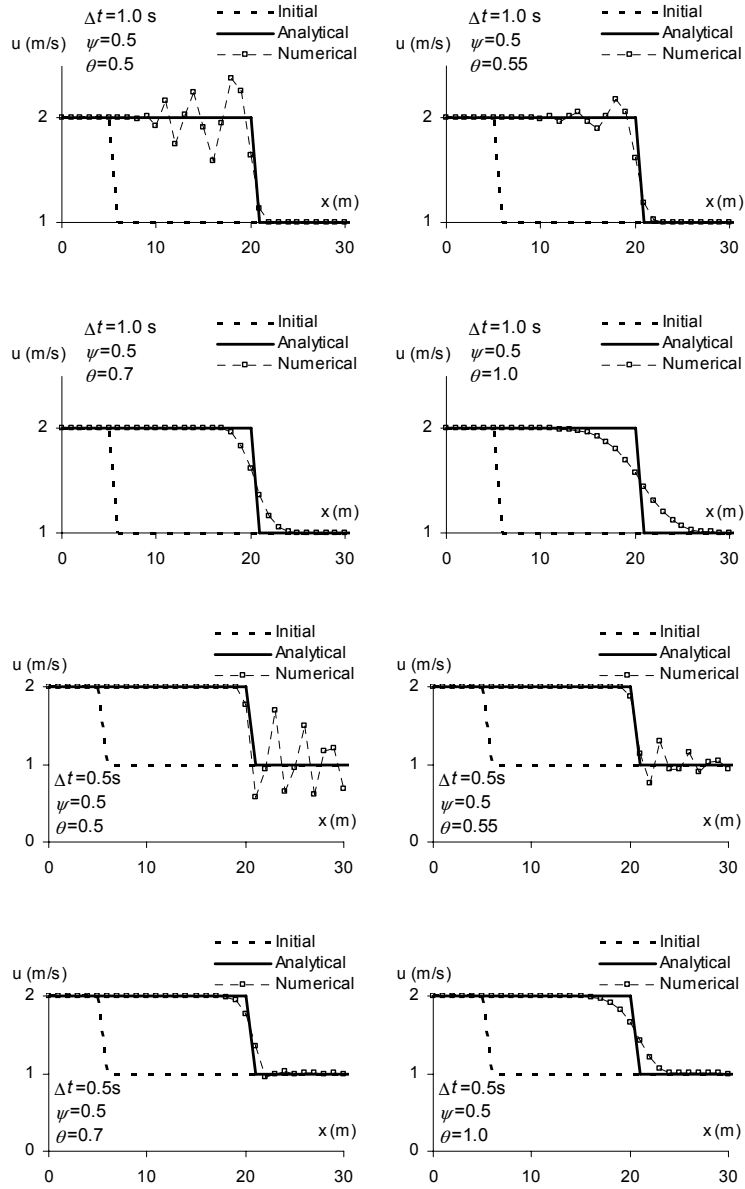 Δt=1.0 s
ψ=0.5
θ=0.5
Initial
Analytical
Numerical
u (m/s)
2
1
x (m)
0 10 20 30
Δt=1.0 s
ψ=0.5
θ=0.55
Initial
Analytical
Numerical
u (m/s)
2
1
x (m)
0 10 20 30
Δt=1.0 s
ψ=0.5
θ=0.7
Initial
Analytical
Numerical
u (m/s)
2
1
x (m)
0 10 20 30
Δt=1.0 s
ψ=0.5
θ=1.0
Initial
Analytical
Numerical
u (m/s)
2
1
x (m)
0 10 20 30
Initial
Analytical
Numerical
u (m/s)
2
1
0
Δt=0.5s
ψ=0.5
θ=0.5
x (m)
0 10 20 30
Initial
Analytical
Numerical
u (m/s)
2
1
0
Δt=0.5s
ψ=0.5
θ=0.55
x (m)
0 10 20 30
Initial
Analytical
Numerical
u (m/s)
2
1
0
Δt=0.5s
ψ=0.5
θ=0.7
x (m)
0 10 20 30
Initial
Analytical
Numerical
u (m/s)
2
1
0
Δt=0.5s
ψ=0.5
θ=1.0
x (m)
0 10 20 30